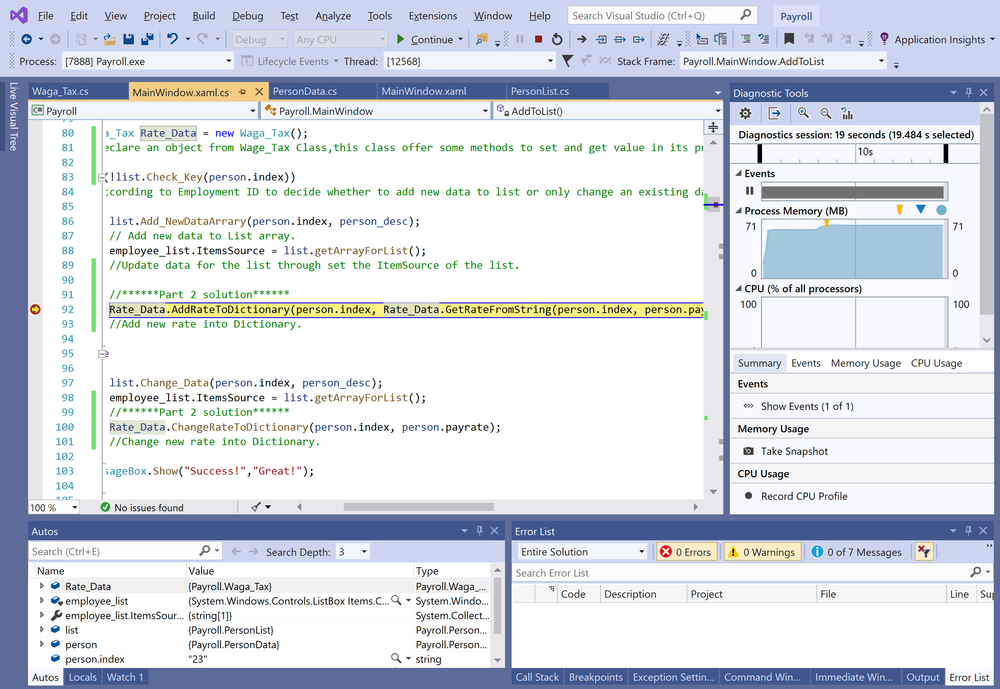 File Edit View Project Build Debug Test Analyze Tools Extensions Window Help Search Visual Studio (Ctrl+Q) Payroll
Debug Any CPU Continue Application Insights
Process: [7888] Payroll.exe Lifecycle Events Thread: [12568] Stack Frame: Payroll.MainWindow.AddToList
Live Visual Tree
Waga_Tax.cs MainWindow.xaml.cs PersonData.cs MainWindow.xaml PersonList.cs
C# Payroll Payroll.MainWindow AddToList()
80 a_Tax Rate_Data = new Waga_Tax();
81 eclare an object from Wage_Tax Class,this class offer some methods to set and get value in its pr
82
83 (!list.Check_Key(person.index))
84 ccording to Employment ID to decide whether to add new data to list or only change an existing da
85
86 list.Add_NewDataArrary(person.index, person_desc);
87 // Add new data to List array.
88 employee_list.ItemsSource = list.getArrayForList();
89 //Update data for the list through set the ItemSource of the list.
90
91 //******Part 2 solution******
92 Rate_Data.AddRateToDictionary(person.index, Rate_Data.GetRateFromString(person.index, person.pay
93 //Add new rate into Dictionary.
94
95 e
96
97 list.Change_Data(person.index, person_desc);
98 employee_list.ItemsSource = list.getArrayForList();
99 //******Part 2 solution******
100 Rate_Data.ChangeRateToDictionary(person.index, person.payrate);
101 //Change new rate into Dictionary.
102
103 sageBox.Show("Success!","Great!");
104
100 % No issues found
Diagnostic Tools
Diagnostics session: 19 seconds (19.484 s selected)
10s
Events
Process Memory (MB)
71 71
0 0
CPU (% of all processors)
100 100
Summary Events Memory Usage CPU Usage
Events
Show Events (1 of 1)
Memory Usage
Take Snapshot
CPU Usage
Record CPU Profile
Autos
Search (Ctrl+E) Search Depth: 3
Name Value Type
Rate_Data {Payroll.Waga_Tax} Payroll.Waga_...
employee_list {System.Windows.Controls.ListBox Items.C... System.Windo...
employee_list.ItemsSour... {string[1]} System.Collect...
list {Payroll.PersonList} Payroll.Person...
person {Payroll.PersonData} Payroll.Person...
person.index "23" string
Autos Locals Watch 1
Error List
Entire Solution 0 Errors 0 Warnings 0 of 7 Messages
Search Error List
Code Description Project File Line Sup
Call Stack Breakpoints Exception Settin... Command Win... Immediate Win... Output Error List